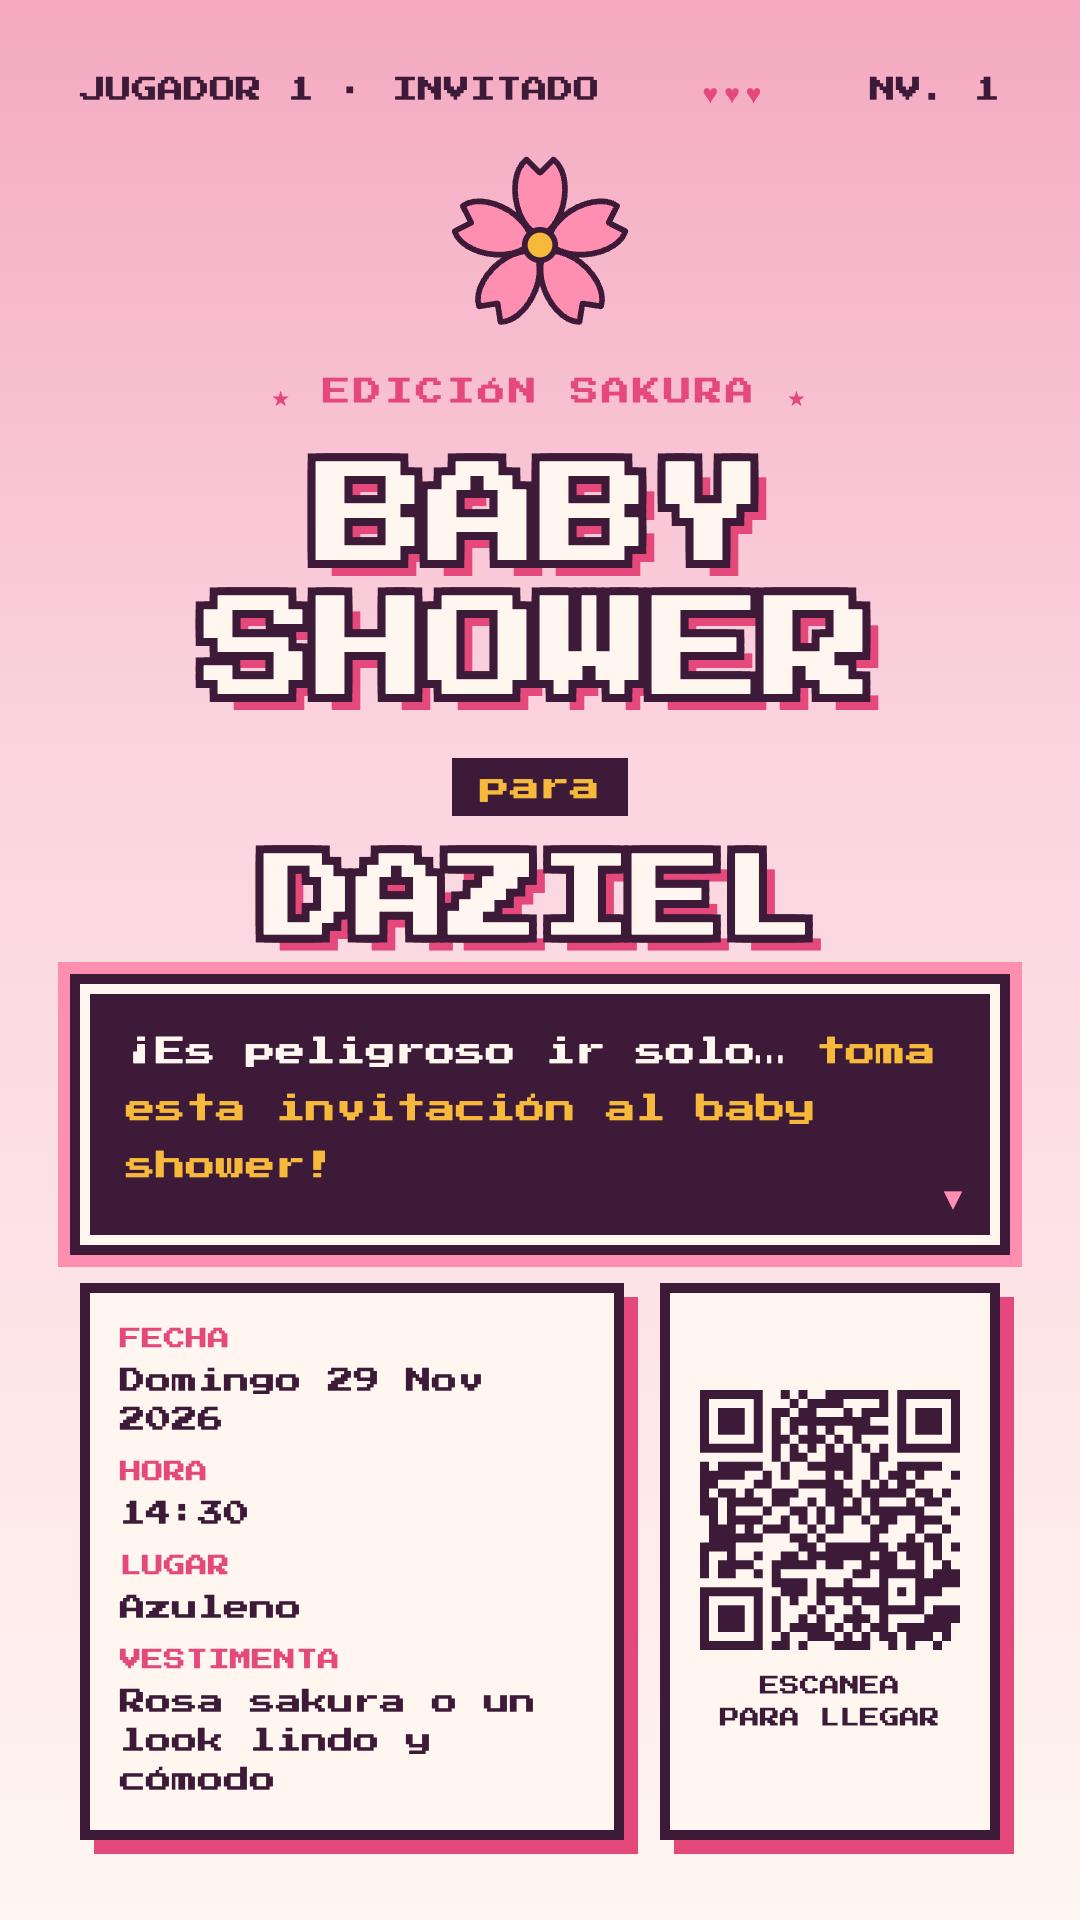 JUGADOR 1 · INVITADO ♥♥♥ NV. 1
★ EDICIóN SAKURA ★
BABY
SHOWER
para
DAZIEL
¡Es peligroso ir solo… toma
esta invitación al baby
shower!
▼
FECHA
Domingo 29 Nov
2026
HORA
14:30
LUGAR
Azuleno
VESTIMENTA
Rosa sakura o un
look lindo y
cómodo
ESCANEA
PARA LLEGAR